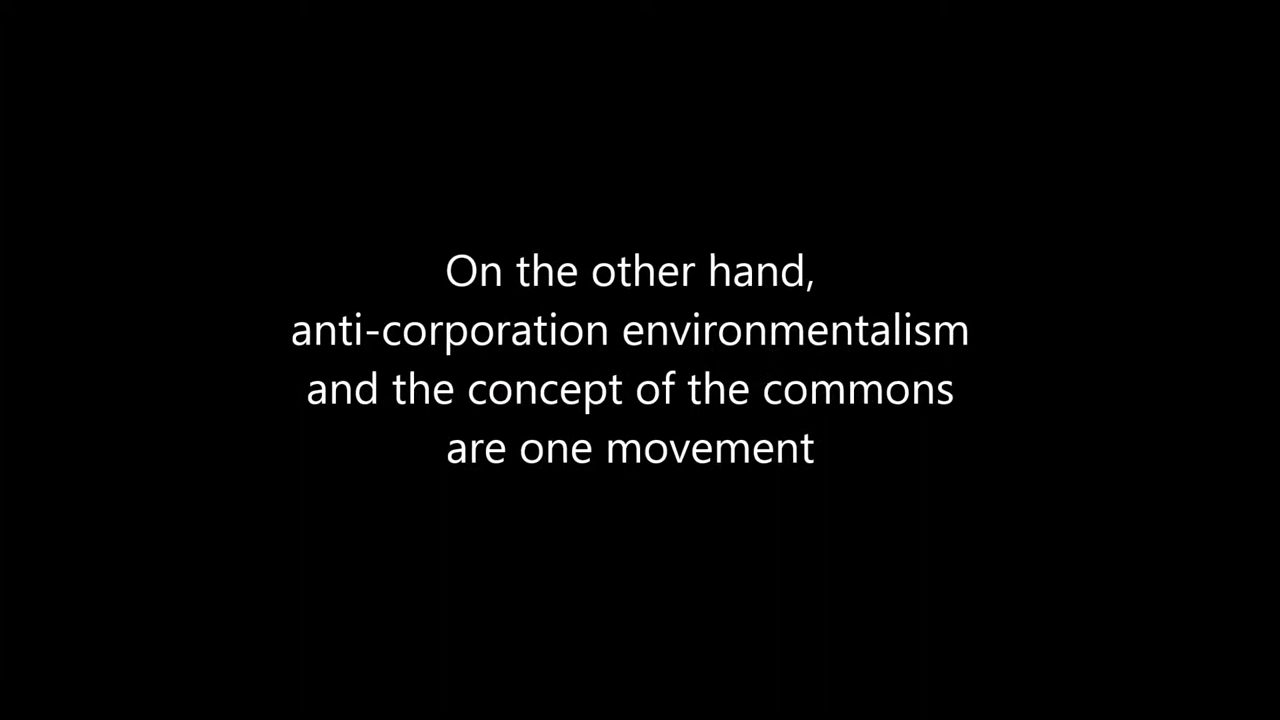 On the other hand,
anti-corporation environmentalism
and the concept of the commons
are one movement